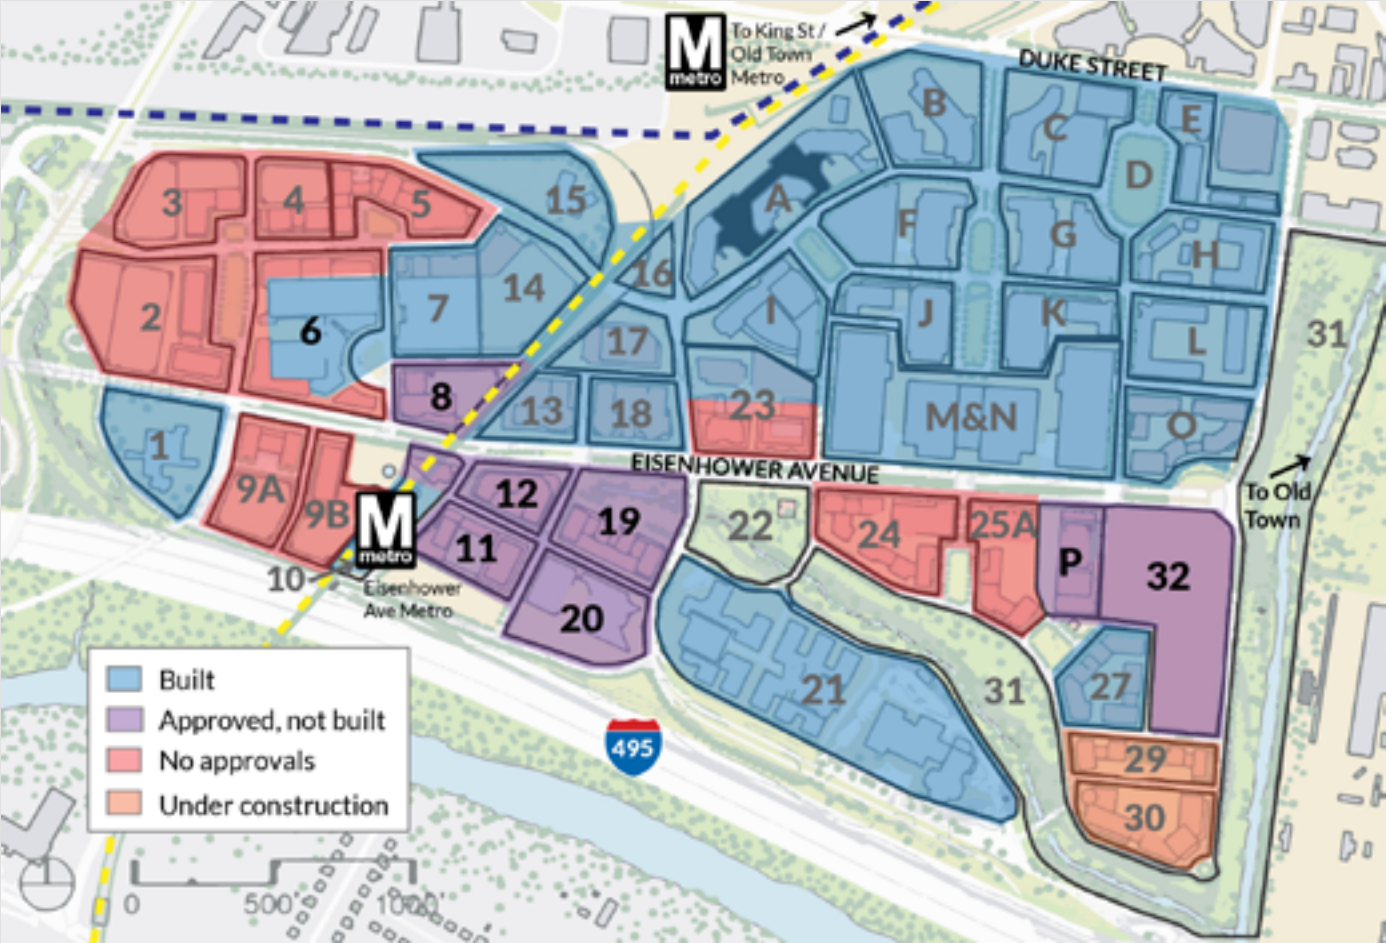 M
metro
To King St /
Old Town
Metro
DUKE STREET
B
C
E
D
A
F
G
H
3
4
5
15
16
2
6
7
14
I
J
K
L
31
17
8
13
18
23
M&N
O
1
EISENHOWER AVENUE
9A
9B
12
19
22
24
25A
P
32
To Old
Town
M
metro
11
10
Eisenhower
Ave Metro
20
21
31
27
495
29
30
Built
Approved, not built
No approvals
Under construction
0
500'
1000'